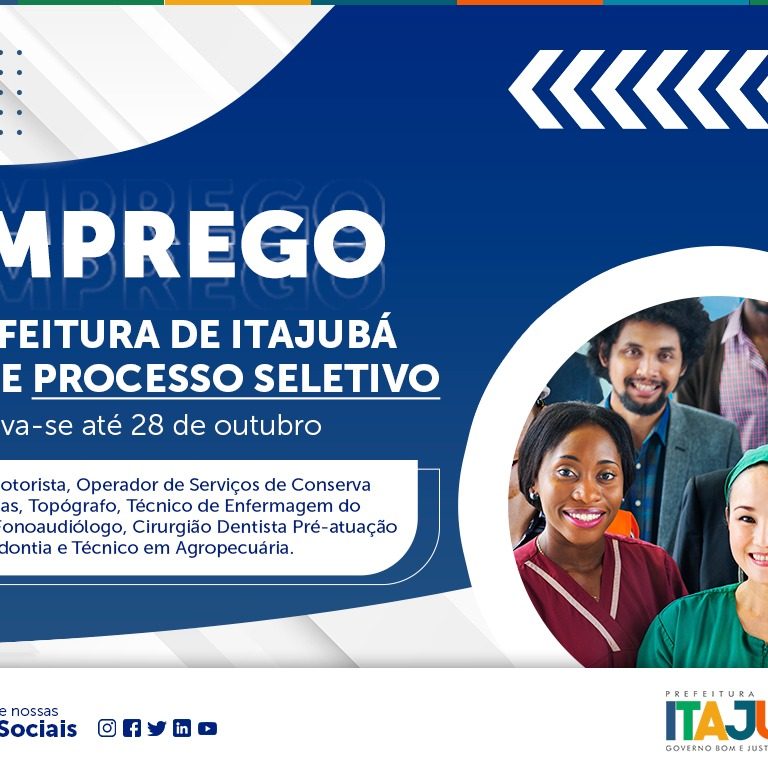 MPREGO
FEITURA DE ITAJUBÁ
E PROCESSO SELETIVO
va-se até 28 de outubro
otorista, Operador de Serviços de Conserva
as, Topógrafo, Técnico de Enfermagem do
Fonoaudiólogo, Cirurgião Dentista Pré-atuação
dontia e Técnico em Agropecuária.
e nossas
Sociais
PREFEITURA
ITAJU
GOVERNO BOM E JUST